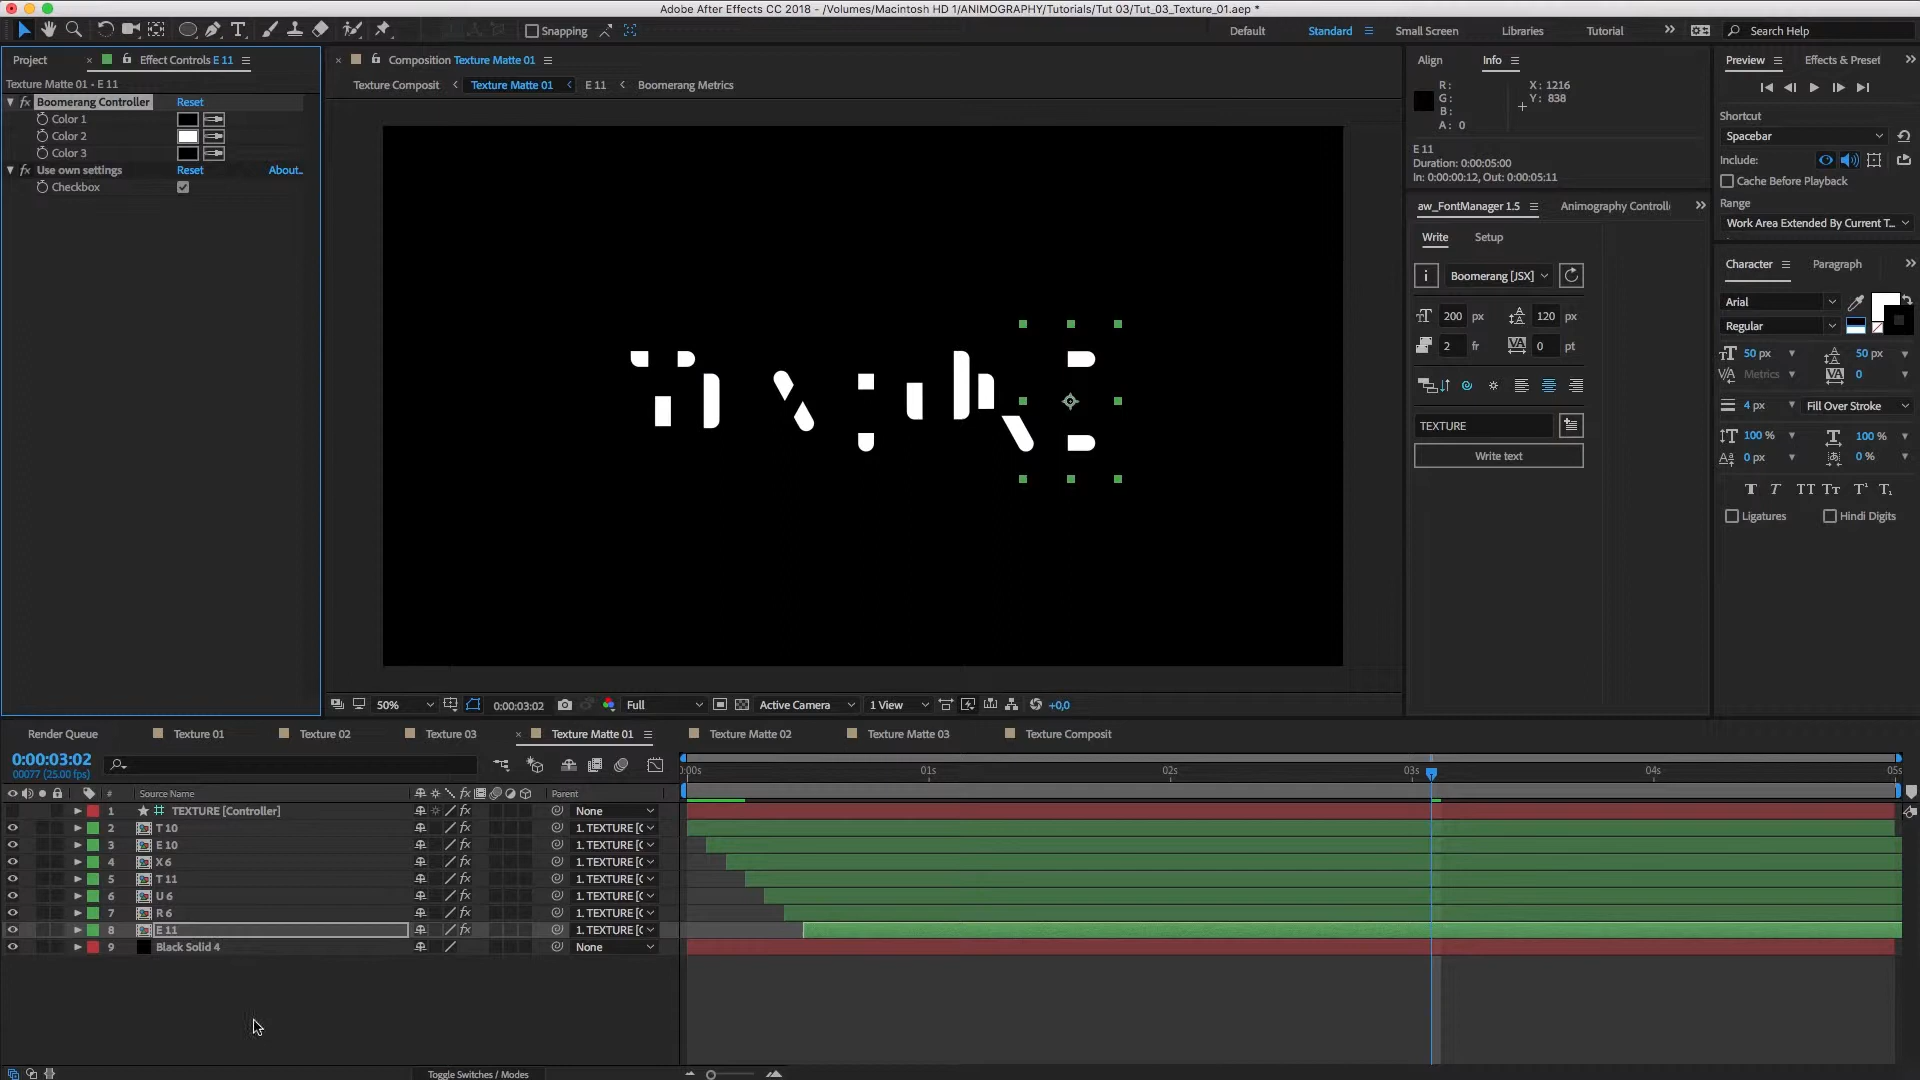 Adobe After Effects CC 2018 - /Volumes/Macintosh HD 1/ANIMOGRAPHY/Tutorials/Tut 03/Tut_03_Texture_01.aep *
Snapping
Default
Standard
Small Screen
Libraries
Tutorial
Search Help
Project
Effect Controls E 11
Composition Texture Matte 01
Align
Info
Preview
Effects & Preset
Texture Matte 01 - E 11
Texture Composit
Texture Matte 01
E 11
Boomerang Metrics
Boomerang Controller
Reset
Color 1
Color 2
Color 3
Use own settings
Reset
About..
Checkbox
R:
G:
B:
A: 0
X: 1216
Y: 838
E 11
Duration: 0:00:05:00
In: 0:00:00:12, Out: 0:00:05:11
Shortcut
Spacebar
Include:
Cache Before Playback
Range
Work Area Extended By Current T...
aw_FontManager 1.5
Animography Controll
Write
Setup
i
Boomerang [JSX]
200 px
120 px
2 fr
0 pt
TEXTURE
Write text
Character
Paragraph
Arial
Regular
50 px
50 px
Metrics
0
4 px
Fill Over Stroke
100 %
100 %
0 px
0 %
Ligatures
Hindi Digits
50%
0:00:03:02
Full
Active Camera
1 View
+0,0
Render Queue
Texture 01
Texture 02
Texture 03
Texture Matte 01
Texture Matte 02
Texture Matte 03
Texture Composit
0:00:03:02
00077 (25.00 fps)
01s
02s
03s
04s
05s
# Source Name
Parent
1 TEXTURE [Controller] None
2 T 10 1. TEXTURE [C
3 E 10 1. TEXTURE [C
4 X 6 1. TEXTURE [C
5 T 11 1. TEXTURE [C
6 U 6 1. TEXTURE [C
7 R 6 1. TEXTURE [C
8 E 11 1. TEXTURE [C
9 Black Solid 4 None
Toggle Switches / Modes